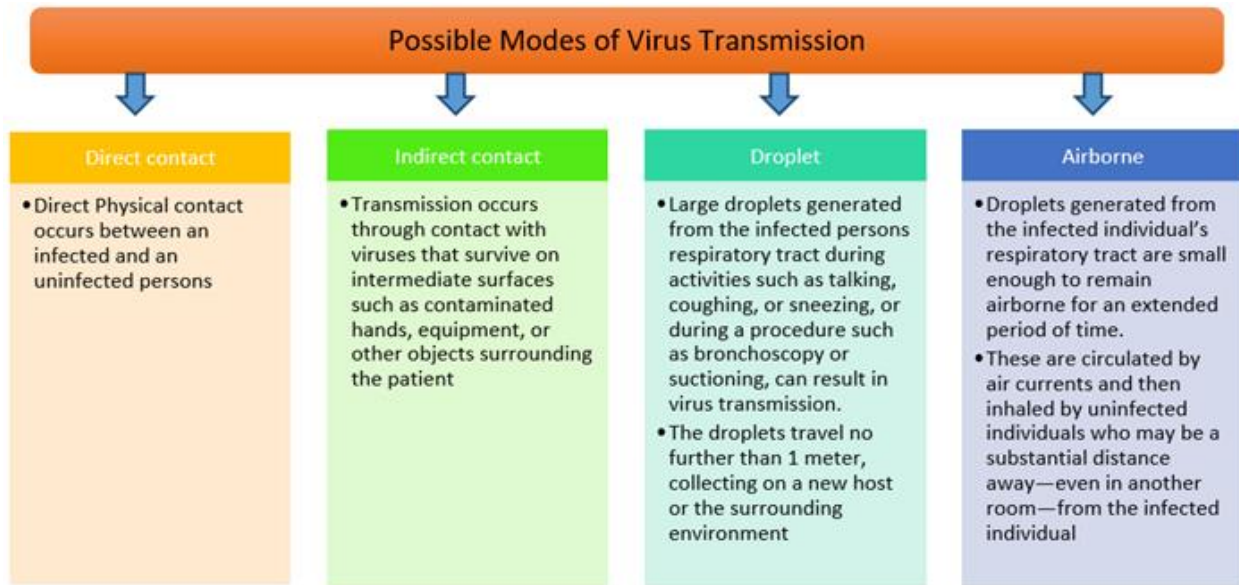 Possible Modes of Virus Transmission
Direct contact
•Direct Physical contact
occurs between an
infected and an
uninfected persons
Indirect contact
•Transmission occurs
through contact with
viruses that survive on
intermediate surfaces
such as contaminated
hands, equipment, or
other objects surrounding
the patient
Droplet
•Large droplets generated
from the infected persons
respiratory tract during
activities such as talking,
coughing, or sneezing, or
during a procedure such
as bronchoscopy or
suctioning, can result in
virus transmission.
•The droplets travel no
further than 1 meter,
collecting on a new host
or the surrounding
environment
Airborne
•Droplets generated from
the infected individual’s
respiratory tract are small
enough to remain
airborne for an extended
period of time.
•These are circulated by
air currents and then
inhaled by uninfected
individuals who may be a
substantial distance
away—even in another
room—from the infected
individual